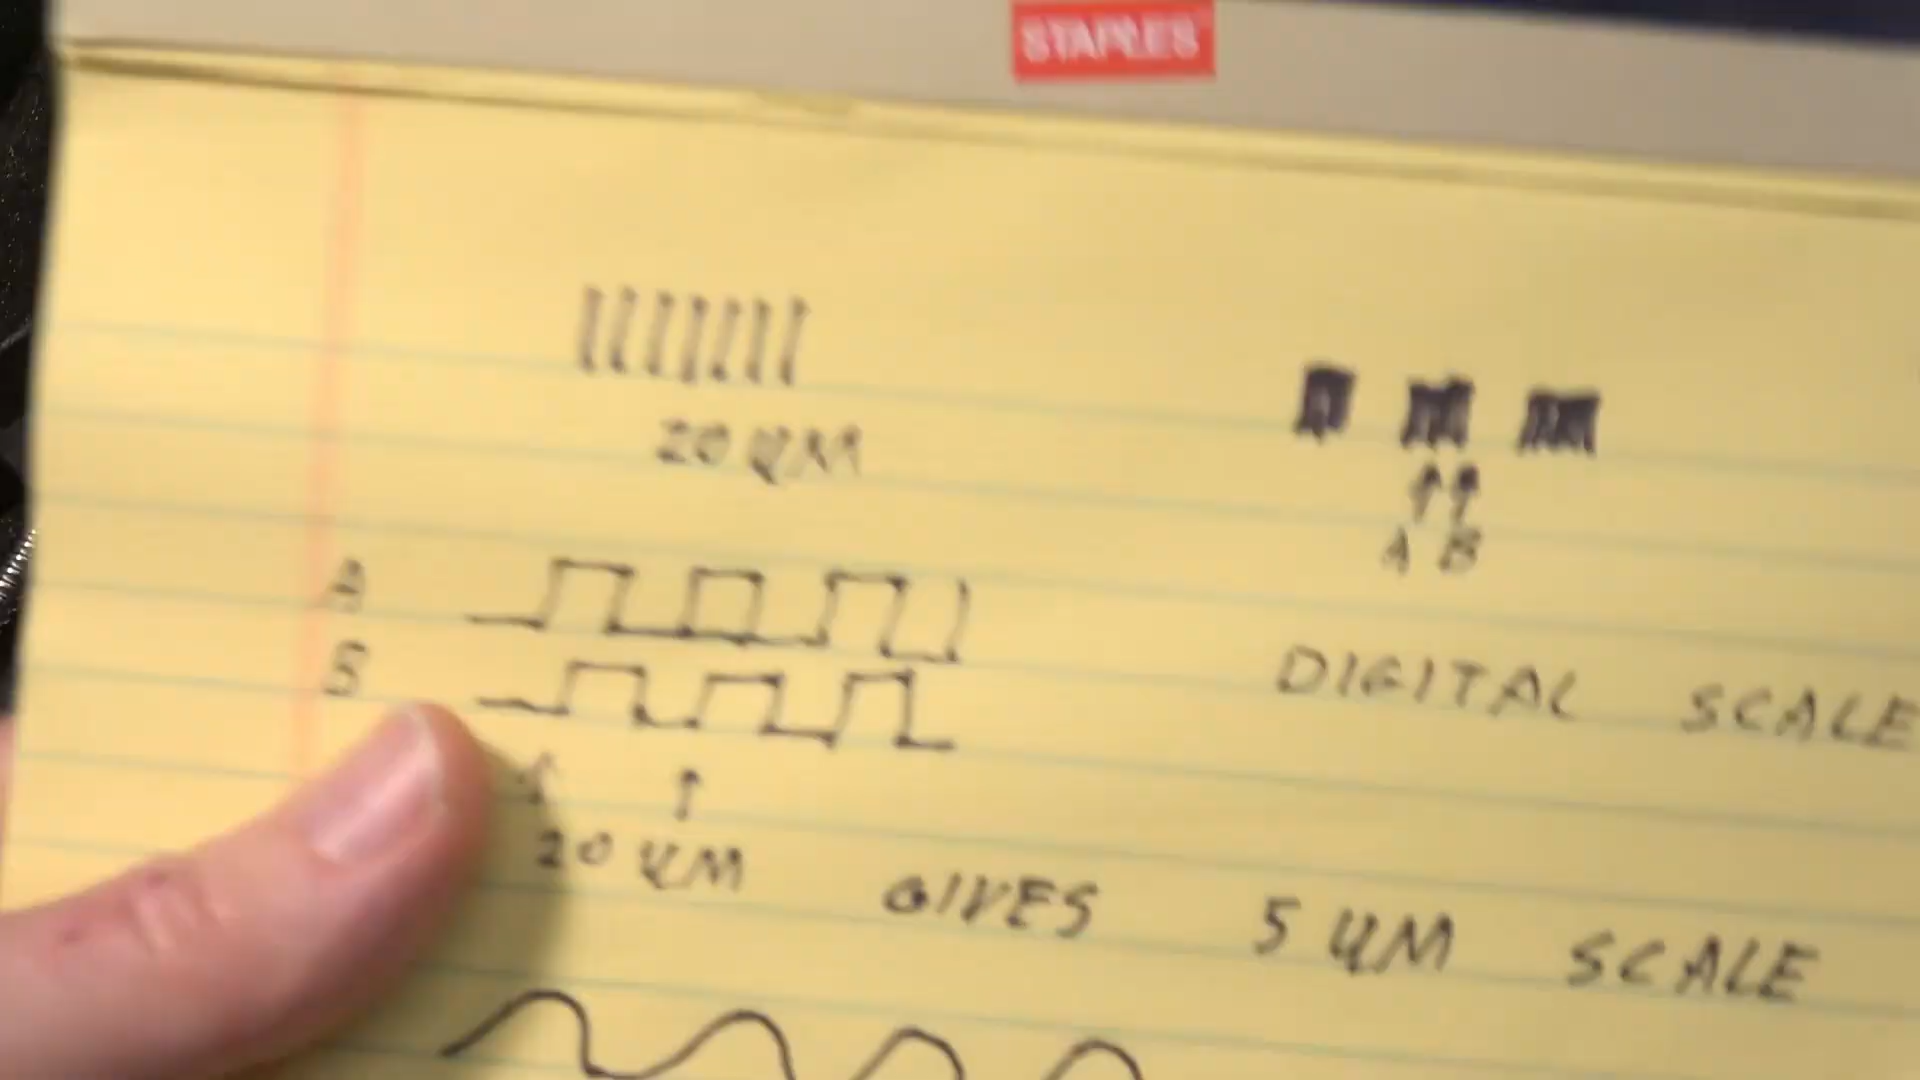 STAPLES
20 UM
A B
A
B
DIGITAL SCALE
20 UM GIVES 5 UM SCALE